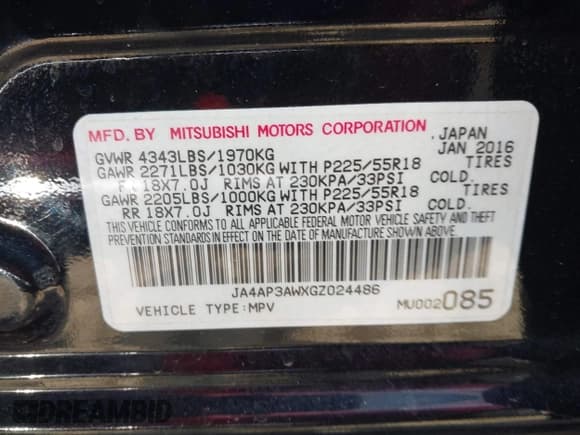 MFD. BY MITSUBISHI MOTORS CORPORATION, JAPAN
GVWR 4343LBS/1970KG JAN 2016
GAWR 2271LBS/1030KG WITH P225/55R18 TIRES
F 18X7.0J RIMS AT 230KPA/33PSI COLD.
GAWR 2205LBS/1000KG WITH P225/55R18 TIRES
RR 18X7.0J RIMS AT 230KPA/33PSI COLD.
THIS VEHICLE CONFORMS TO ALL APPLICABLE FEDERAL MOTOR VEHICLE SAFETY AND THEFT
PREVENTION STANDARDS IN EFFECT ON THE DATE OF MANUFACTURE SHOWN ABOVE.
JA4AP3AWXGZ024486
VEHICLE TYPE:MPV MU002085
DREAMBID